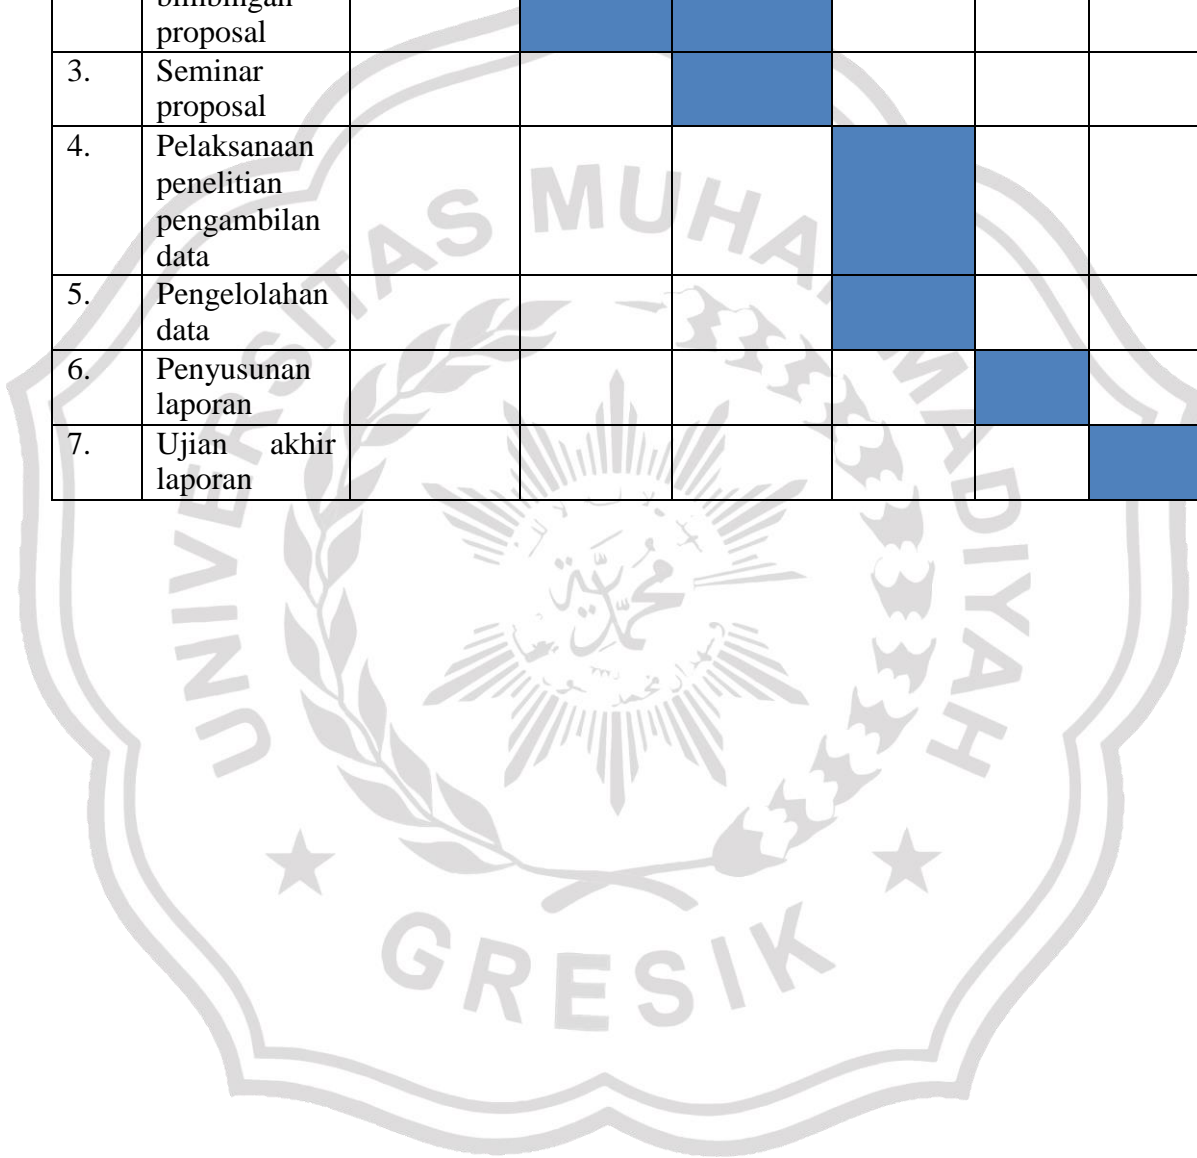 proposal
3.
Seminar
proposal
4.
Pelaksanaan
penelitian
pengambilan
data
5.
Pengelolahan
data
6.
Penyusunan
laporan
7.
Ujian akhir
laporan
UNIVERSITAS MUHAMMADIYAH
GRESIK
محمدية